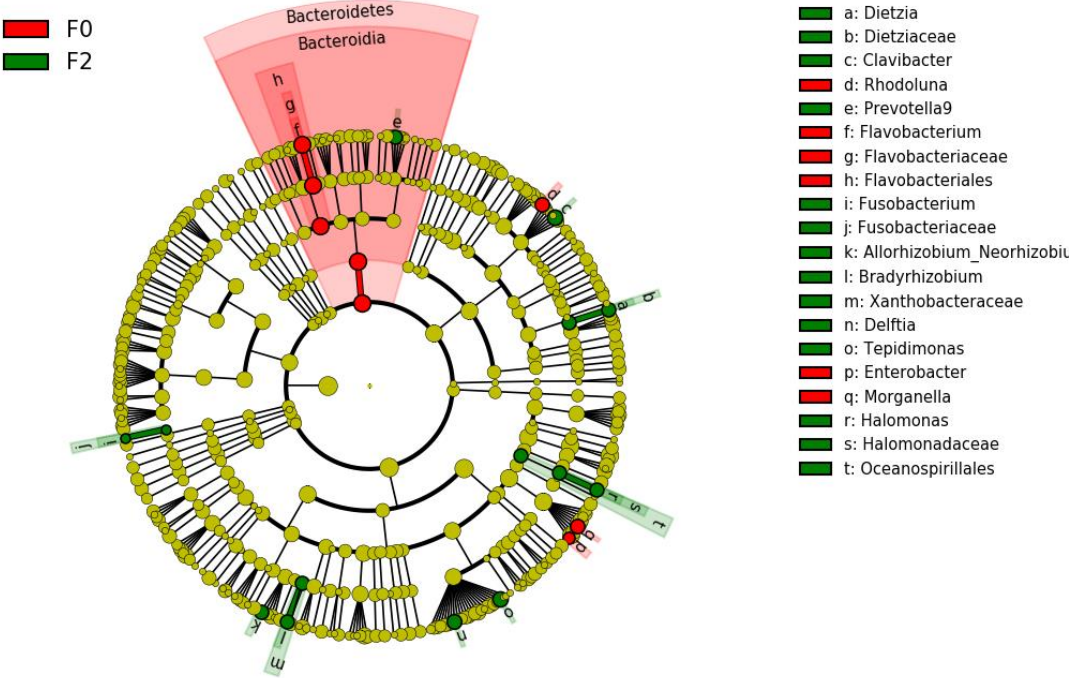 F0
F2
Bacteroidetes
Bacteroidia
h
g
f
e
d
c
b
a
r
s
t
q
p
o
n
m
l
k
j
i
a: Dietzia
b: Dietziaceae
c: Clavibacter
d: Rhodoluna
e: Prevotella9
f: Flavobacterium
g: Flavobacteriaceae
h: Flavobacteriales
i: Fusobacterium
j: Fusobacteriaceae
k: Allorhizobium_Neorhizobiu
l: Bradyrhizobium
m: Xanthobacteraceae
n: Delftia
o: Tepidimonas
p: Enterobacter
q: Morganella
r: Halomonas
s: Halomonadaceae
t: Oceanospirillales